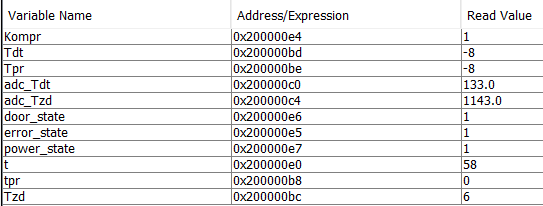 Variable Name Address/Expression Read Value
Kompr 0x200000e4 1
Tdt 0x200000bd -8
Tpr 0x200000be -8
adc_Tdt 0x200000c0 133.0
adc_Tzd 0x200000c4 1143.0
door_state 0x200000e6 1
error_state 0x200000e5 1
power_state 0x200000e7 1
t 0x200000e0 58
tpr 0x200000b8 0
Tzd 0x200000bc 6